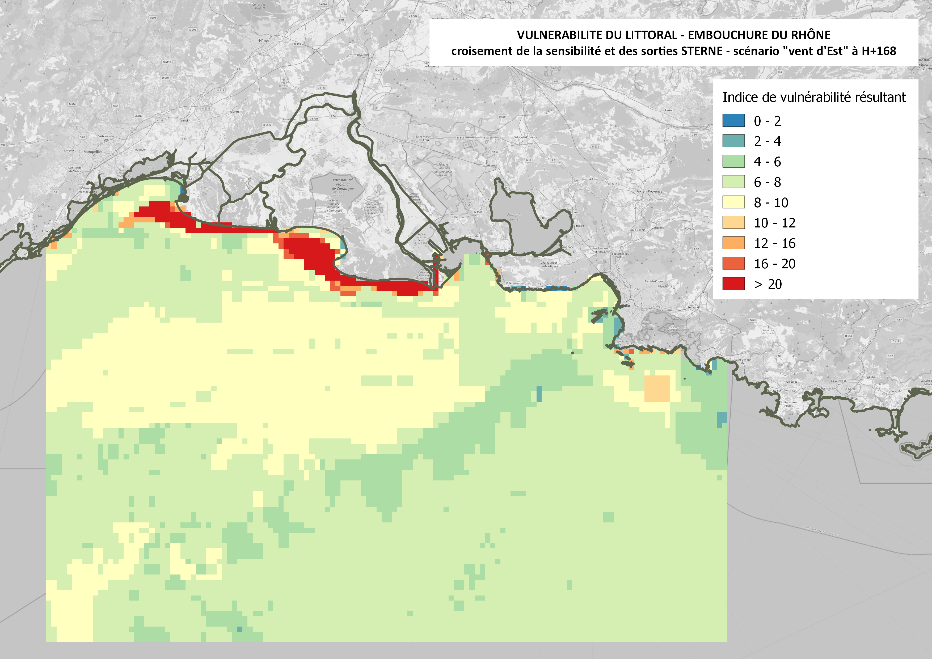 VULNERABILITE DU LITTORAL - EMBOUCHURE DU RHÔNE
croisement de la sensibilité et des sorties STERNE - scénario "vent d'Est" à H+168
Indice de vulnérabilité résultant
0 - 2
2 - 4
4 - 6
6 - 8
8 - 10
10 - 12
12 - 16
16 - 20
> 20